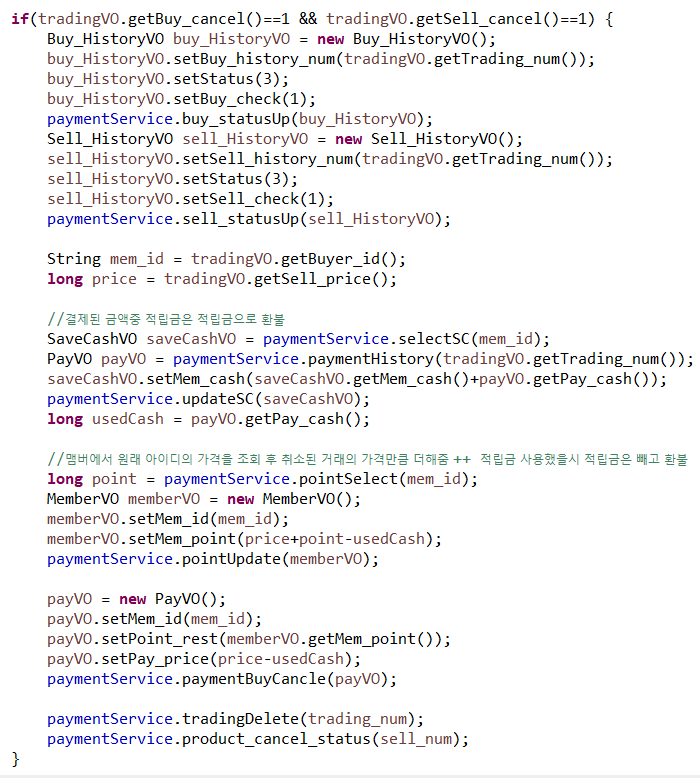 if(tradingVO.getBuy_cancel()==1 && tradingVO.getSell_cancel()==1) {
Buy_HistoryVO buy_HistoryVO = new Buy_HistoryVO();
buy_HistoryVO.setBuy_history_num(tradingVO.getTrading_num());
buy_HistoryVO.setStatus(3);
buy_HistoryVO.setBuy_check(1);
paymentService.buy_statusUp(buy_HistoryVO);
Sell_HistoryVO sell_HistoryVO = new Sell_HistoryVO();
sell_HistoryVO.setSell_history_num(tradingVO.getTrading_num());
sell_HistoryVO.setStatus(3);
sell_HistoryVO.setSell_check(1);
paymentService.sell_statusUp(sell_HistoryVO);
String mem_id = tradingVO.getBuyer_id();
long price = tradingVO.getSell_price();
//결제된 금액중 적립금은 적립금으로 환불
SaveCashVO saveCashVO = paymentService.selectSC(mem_id);
PayVO payVO = paymentService.paymentHistory(tradingVO.getTrading_num());
saveCashVO.setMem_cash(saveCashVO.getMem_cash()+payVO.getPay_cash());
paymentService.updateSC(saveCashVO);
long usedCash = payVO.getPay_cash();
//맴버에서 원래 아이디의 가격을 조회 후 취소된 거래의 가격만큼 더해줌 ++ 적립금 사용했을시 적립금은 빼고 환불
long point = paymentService.pointSelect(mem_id);
MemberVO memberVO = new MemberVO();
memberVO.setMem_id(mem_id);
memberVO.setMem_point(price+point-usedCash);
paymentService.pointUpdate(memberVO);
payVO = new PayVO();
payVO.setMem_id(mem_id);
payVO.setPoint_rest(memberVO.getMem_point());
payVO.setPay_price(price-usedCash);
paymentService.paymentBuyCancle(payVO);
paymentService.tradingDelete(trading_num);
paymentService.product_cancel_status(sell_num);
}